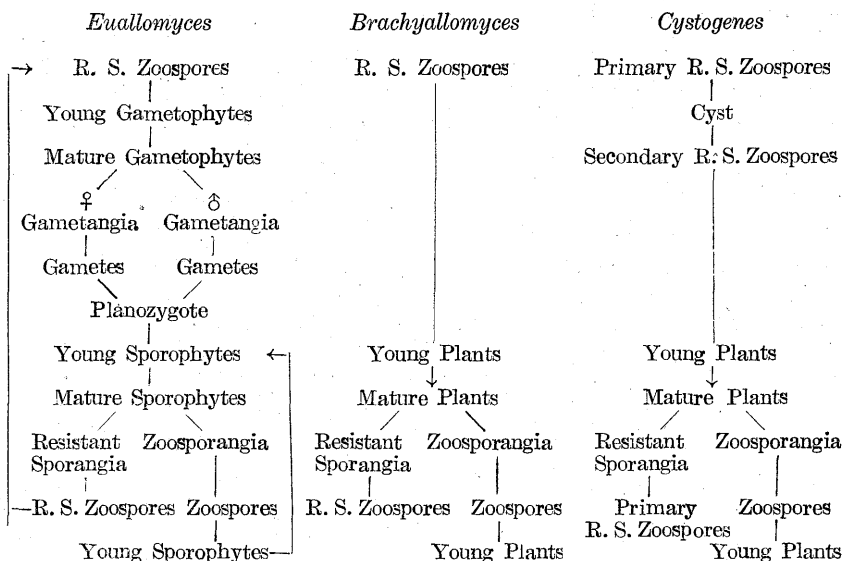 Euallomyces
→ R. S. Zoospores
Young Gametophytes
Mature Gametophytes
♀ ♂
Gametangia Gametangia
Gametes Gametes
Planozygote
Young Sporophytes ←
Mature Sporophytes
Resistant Zoosporangia
Sporangia
R. S. Zoospores Zoospores
Young Sporophytes
Brachyallomyces
R. S. Zoospores
Young Plants
Mature Plants
Resistant Zoosporangia
Sporangia
R. S. Zoospores Zoospores
Young Plants
Cystogenes
Primary R. S. Zoospores
Cyst
Secondary R. S. Zoospores
Young Plants
Mature Plants
Resistant Zoosporangia
Sporangia
Primary Zoospores
R. S. Zoospores
Young Plants